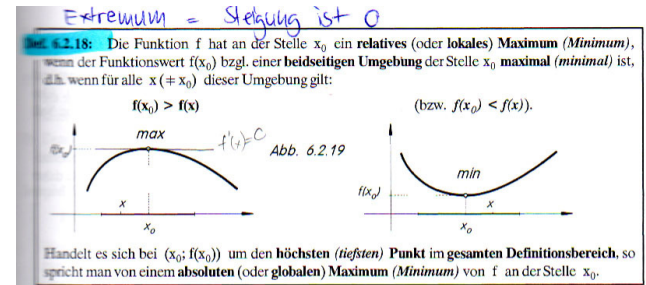 Extremum = Steigung ist 0
Def. 6.2.18: Die Funktion f hat an der Stelle x₀ ein relatives (oder lokales) Maximum (Minimum),
wenn der Funktionswert f(x₀) bzgl. einer beidseitigen Umgebung der Stelle x₀ maximal (minimal) ist,
d.h. wenn für alle x (≠ x₀) dieser Umgebung gilt:
f(x₀) > f(x) (bzw. f(x₀) < f(x)).
max
f'(x)=0
f(x₀)
Abb. 6.2.19
min
f(x₀)
x x
x₀ x₀
Handelt es sich bei (x₀; f(x₀)) um den höchsten (tiefsten) Punkt im gesamten Definitionsbereich, so
spricht man von einem absoluten (oder globalen) Maximum (Minimum) von f an der Stelle x₀.